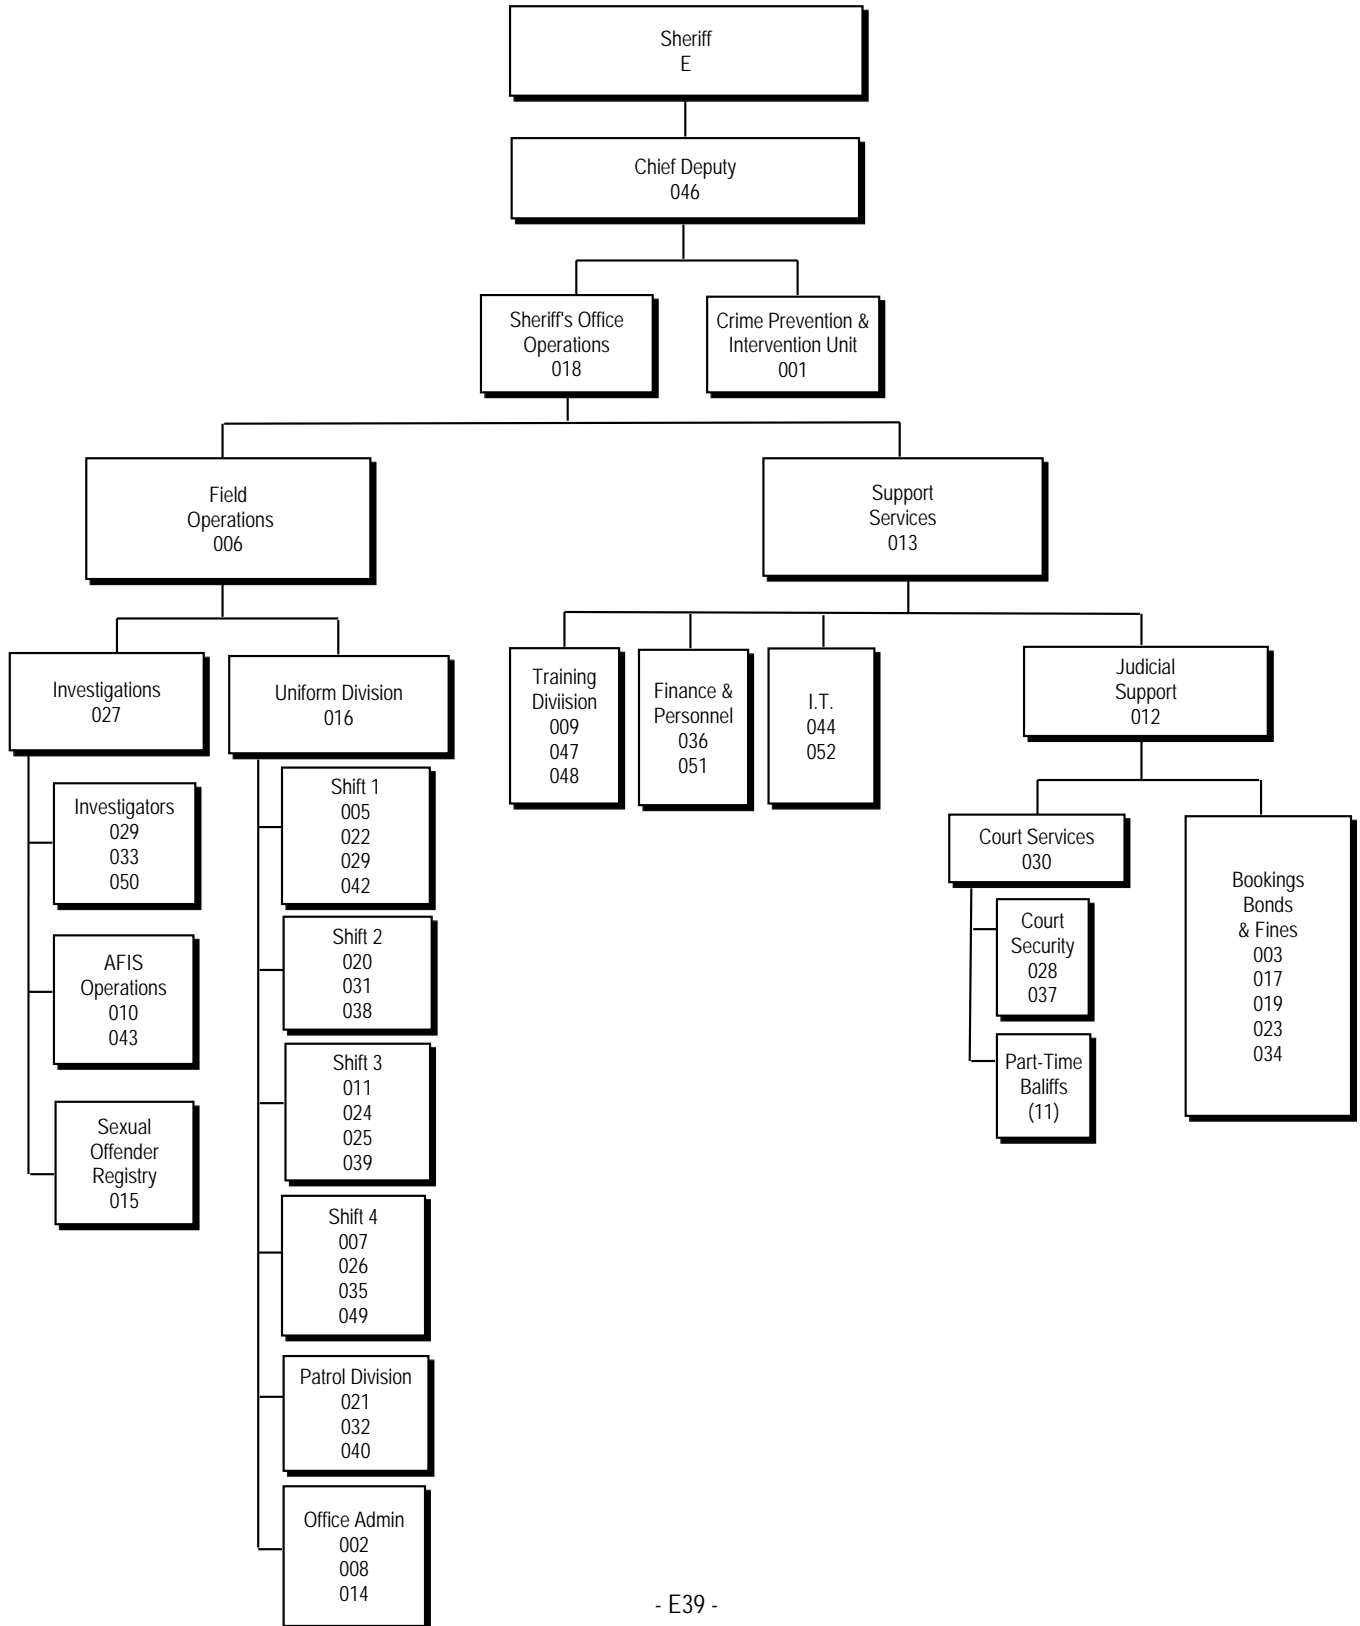 Sheriff
E
Chief Deputy
046
Sheriff's Office
Operations
018
Crime Prevention &
Intervention Unit
001
Field
Operations
006
Support
Services
013
Investigations
027
Uniform Division
016
Training
Diviision
009
047
048
Finance &
Personnel
036
051
I.T.
044
052
Judicial
Support
012
Investigators
029
033
050
AFIS
Operations
010
043
Sexual
Offender
Registry
015
Shift 1
005
022
029
042
Shift 2
020
031
038
Shift 3
011
024
025
039
Shift 4
007
026
035
049
Patrol Division
021
032
040
Office Admin
002
008
014
Court Services
030
Court
Security
028
037
Part-Time
Baliffs
(11)
Bookings
Bonds
& Fines
003
017
019
023
034
- E39 -